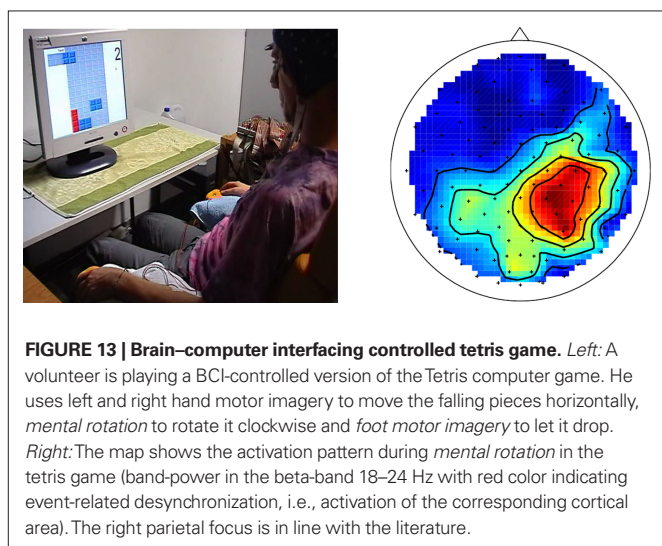 2
FIGURE 13 | Brain–computer interfacing controlled tetris game. Left: A
volunteer is playing a BCI-controlled version of the Tetris computer game. He
uses left and right hand motor imagery to move the falling pieces horizontally,
mental rotation to rotate it clockwise and foot motor imagery to let it drop.
Right: The map shows the activation pattern during mental rotation in the
tetris game (band-power in the beta-band 18–24 Hz with red color indicating
event-related desynchronization, i.e., activation of the corresponding cortical
area). The right parietal focus is in line with the literature.